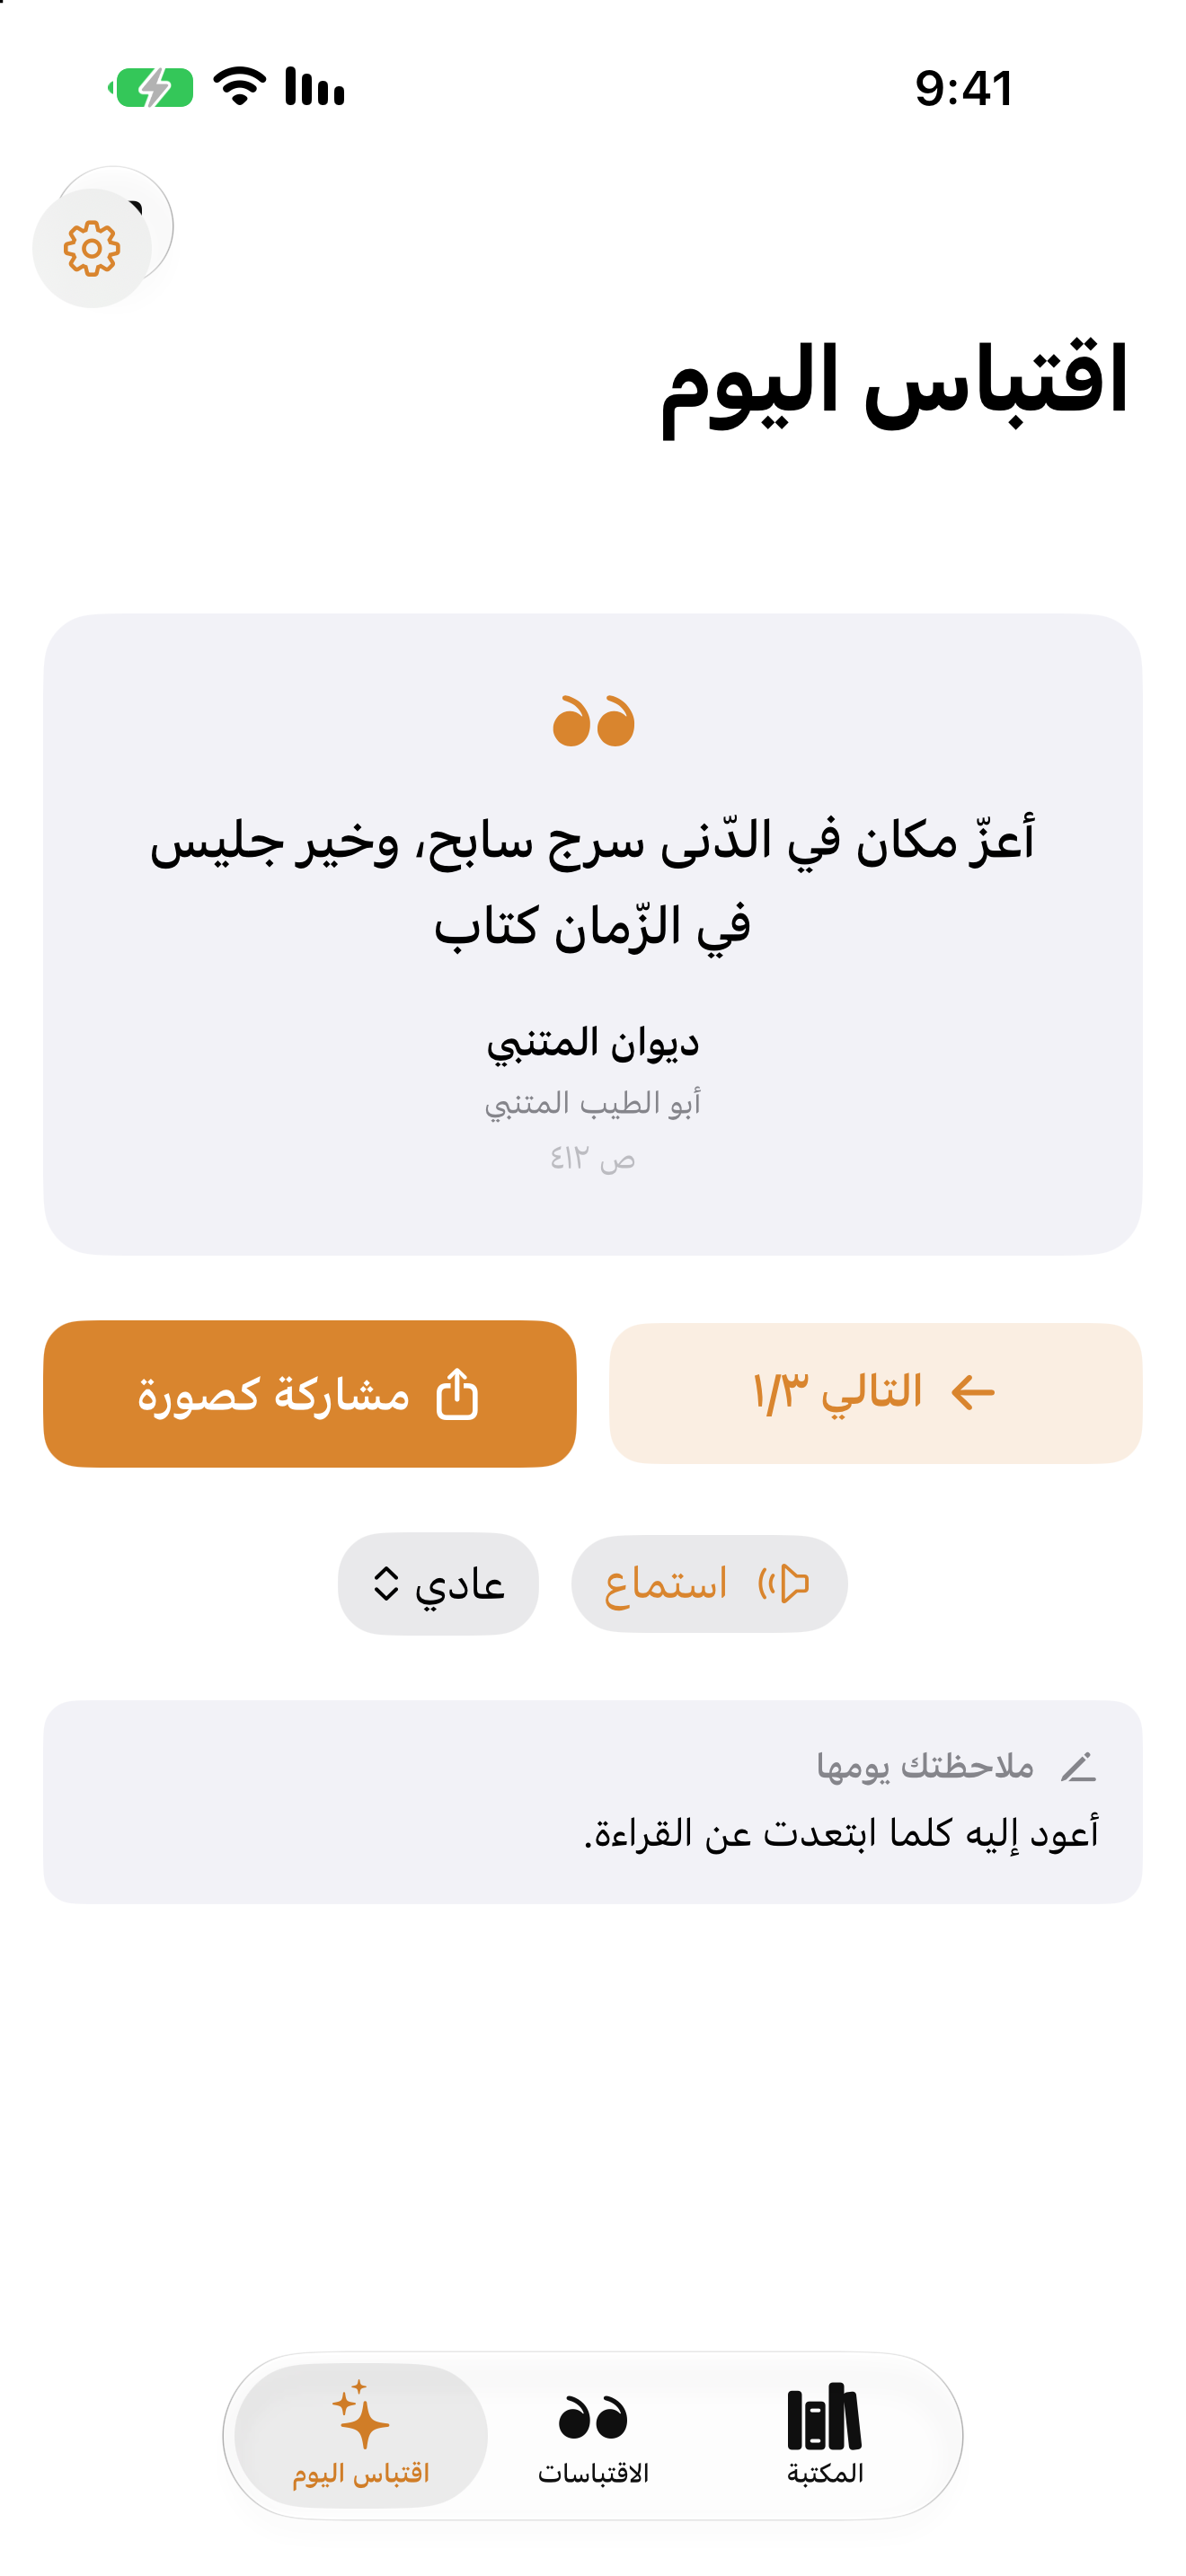 9:41
اقتباس اليوم
أعزّ مكان في الدّنى سرج سابح، وخير جليس
في الزّمان كتاب
ديوان المتنبي
أبو الطيب المتنبي
ص ٤١٢
التالي ١/٣
مشاركة كصورة
استماع
عادي
ملاحظتك يومها
أعود إليه كلما ابتعدت عن القراءة.
المكتبة
الاقتباسات
اقتباس اليوم